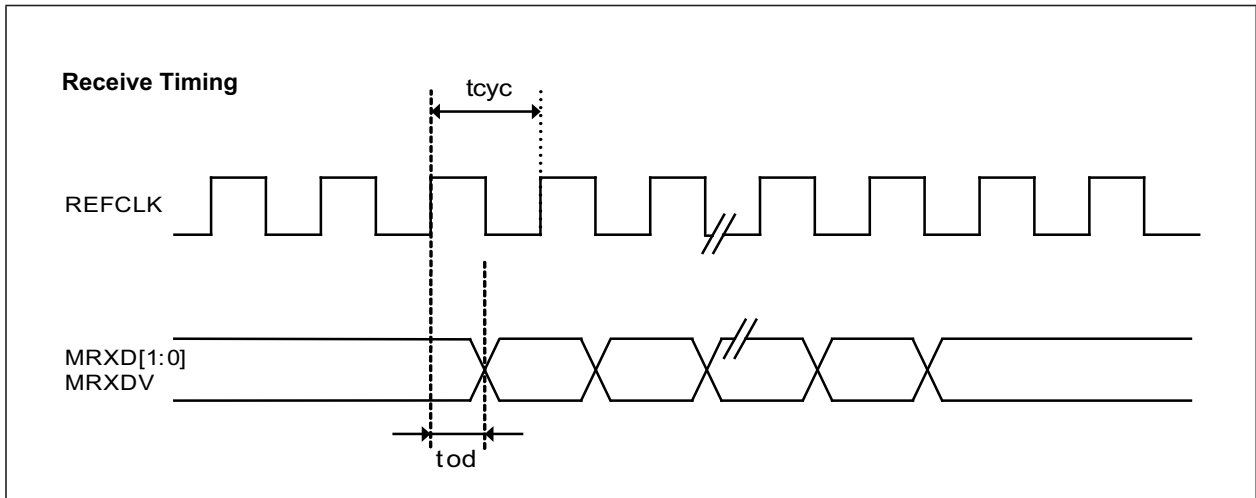 Receive Timing
tcyc
REFCLK
MRXD[1:0]
MRXDV
tod